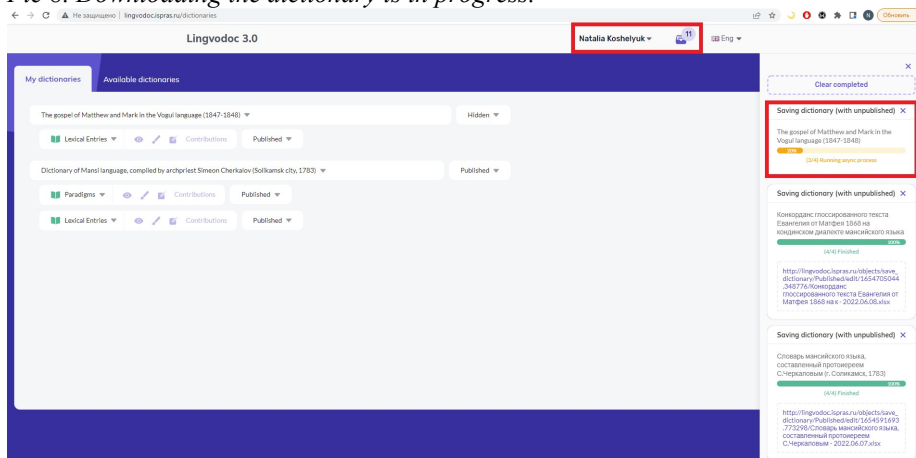 Pic 8. Downloading the dictionary is in progress.
Не защищено | lingvodoc.ispras.ru/dictionaries
Обновить
Lingvodoc 3.0
Natalia Koshelyuk
11
Eng
My dictionaries
Available dictionaries
The gospel of Matthew and Mark in the Vogul language (1847-1848)
Hidden
Lexical Entries
Contributions
Published
Dictionary of Mansi language, compiled by archpriest Simeon Cherkalov (Solikamsk city, 1783)
Published
Paradigms
Contributions
Published
Lexical Entries
Contributions
Published
Clear completed
Saving dictionary (with unpublished)
The gospel of Matthew and Mark in the
Vogul language (1847-1848)
(3/4) Running async process
Saving dictionary (with unpublished)
Конкорданс глоссированного текста
Евангелия от Матфея 1868 на
кондинском диалекте мансийского языка
100%
(4/4) Finished
http://lingvodoc.ispras.ru/objects/save_
dictionary/Published/edit/1654705044
.348776/Конкорданс
глоссированного текста Евангелия от
Матфея 1868 на к - 2022.06.08.xlsx
Saving dictionary (with unpublished)
Словарь мансийского языка,
составленный протоиереем
С.Черкаловым (г. Соликамск, 1783)
100%
(4/4) Finished
http://lingvodoc.ispras.ru/objects/save_
dictionary/Published/edit/1654591693
.773298/Словарь мансийского языка,
составленный протоиереем
С.Черкаловым - 2022.06.07.xlsx